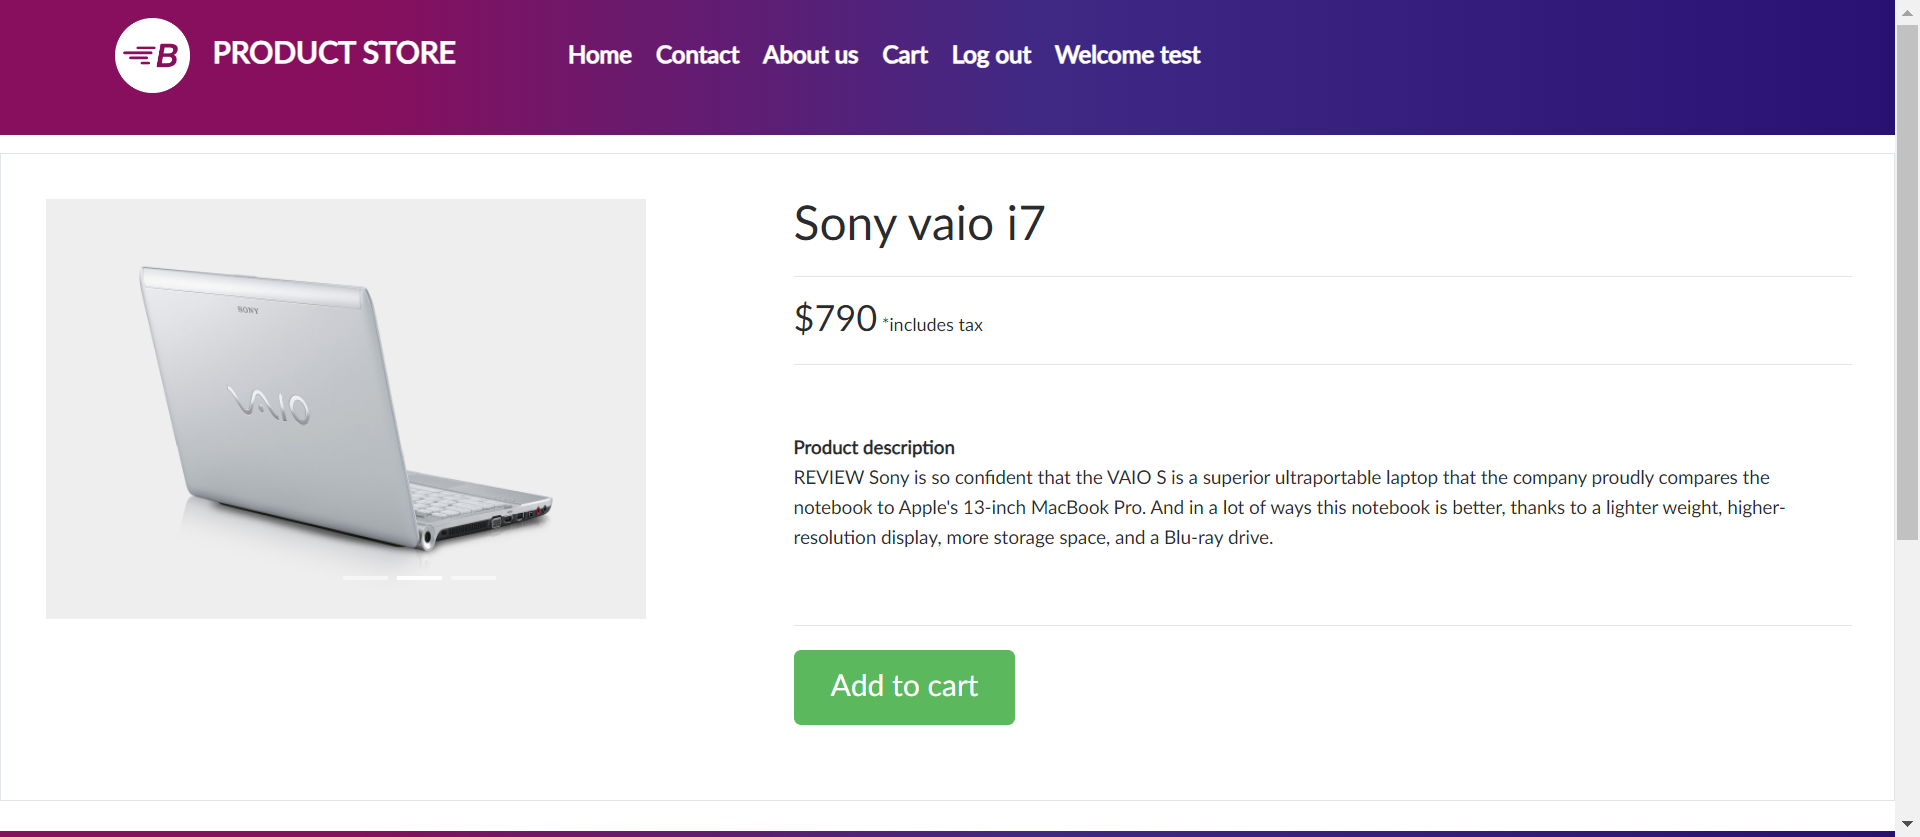 B PRODUCT STORE Home Contact About us Cart Log out Welcome test
Sony vaio i7
$790 *includes tax
SONY
VAIO
Product description
REVIEW Sony is so confident that the VAIO S is a superior ultraportable laptop that the company proudly compares the
notebook to Apple's 13-inch MacBook Pro. And in a lot of ways this notebook is better, thanks to a lighter weight, higher-
resolution display, more storage space, and a Blu-ray drive.
Add to cart